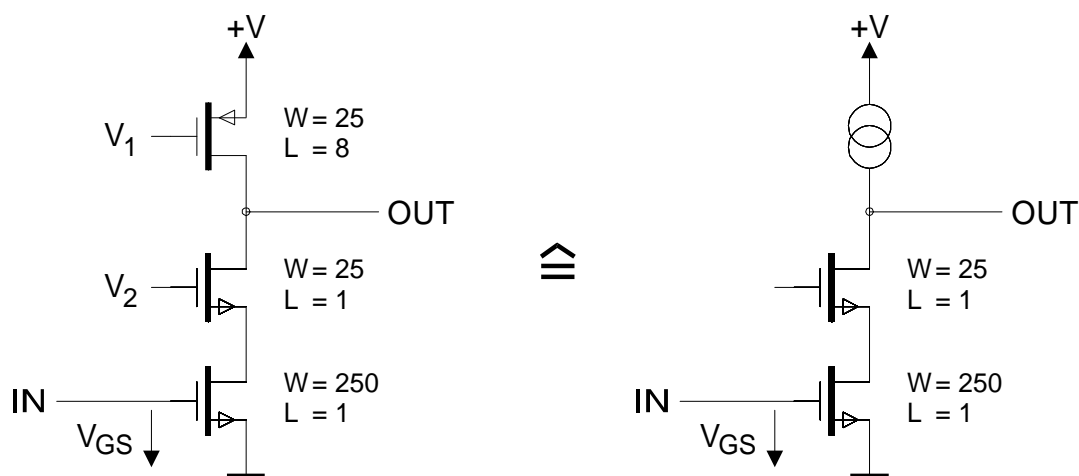 +V
V1
W = 25
L = 8
OUT
V2
W = 25
L = 1
IN
VGS
W = 250
L = 1
≙
+V
OUT
W = 25
L = 1
IN
VGS
W = 250
L = 1